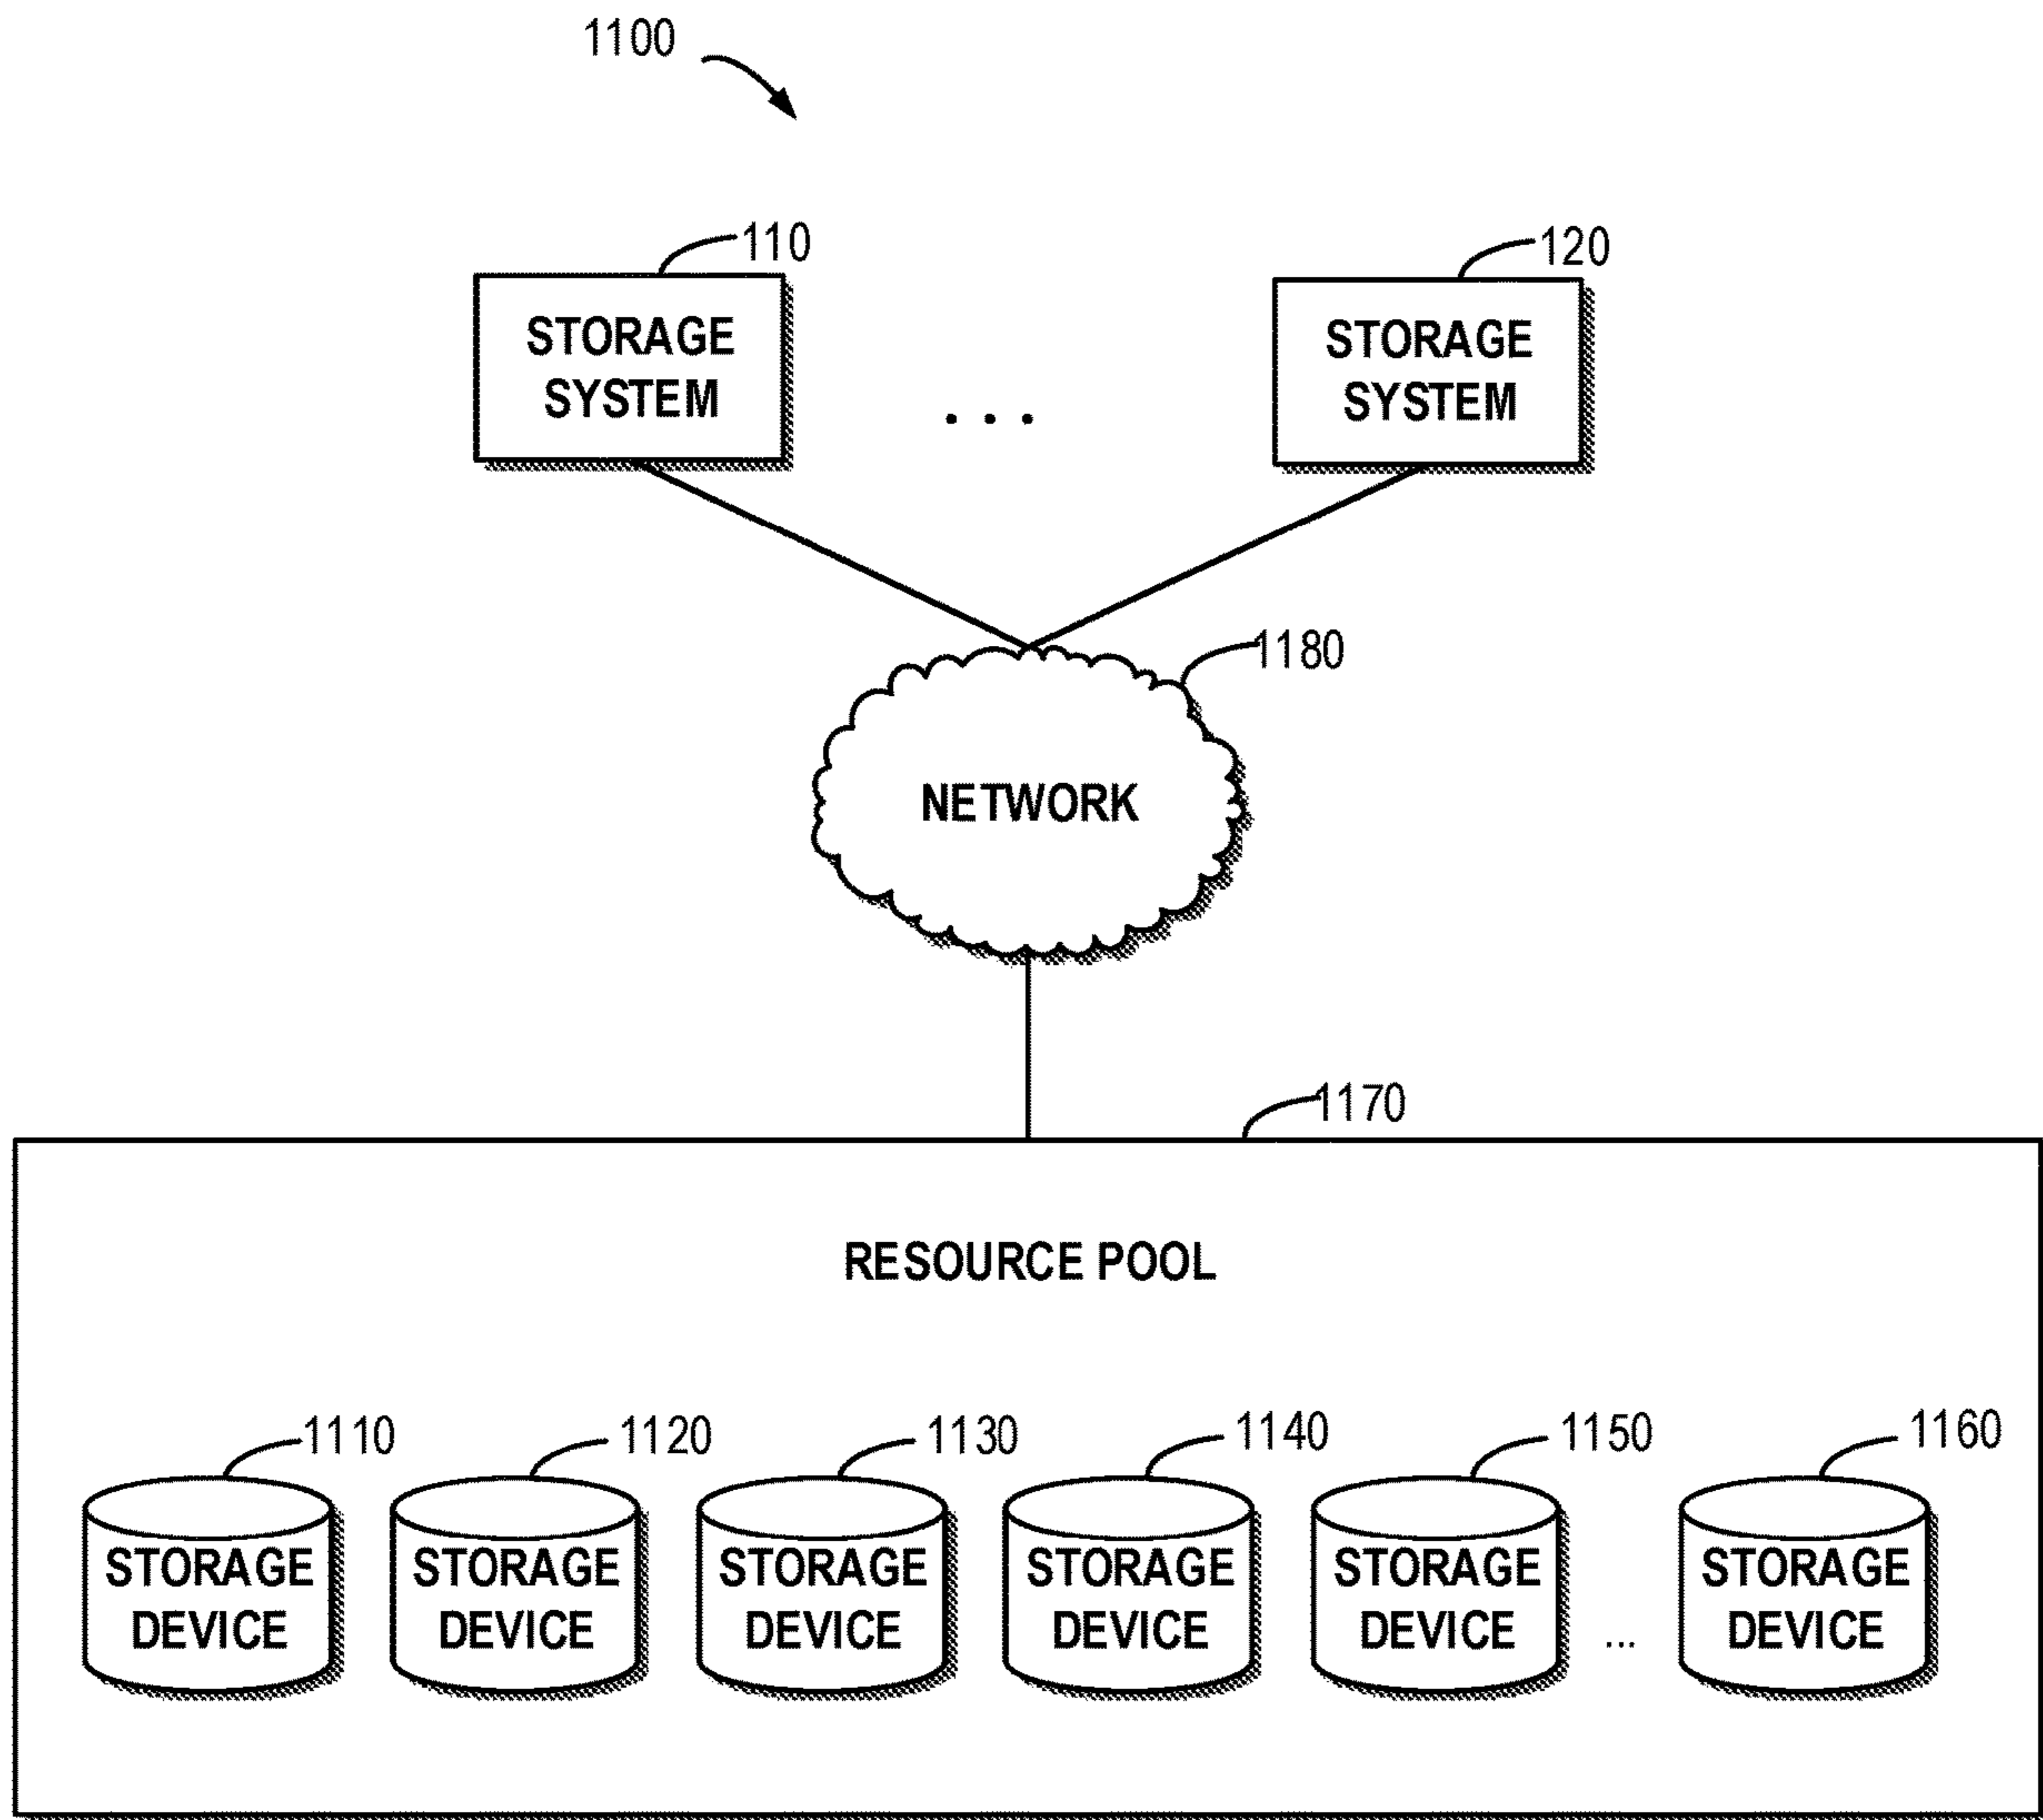 1100
110
120
STORAGE
SYSTEM
. . .
STORAGE
SYSTEM
1180
NETWORK
1170
RESOURCE POOL
1110
1120
1130
1140
1150
1160
STORAGE
DEVICE
STORAGE
DEVICE
STORAGE
DEVICE
STORAGE
DEVICE
STORAGE
DEVICE
...
STORAGE
DEVICE